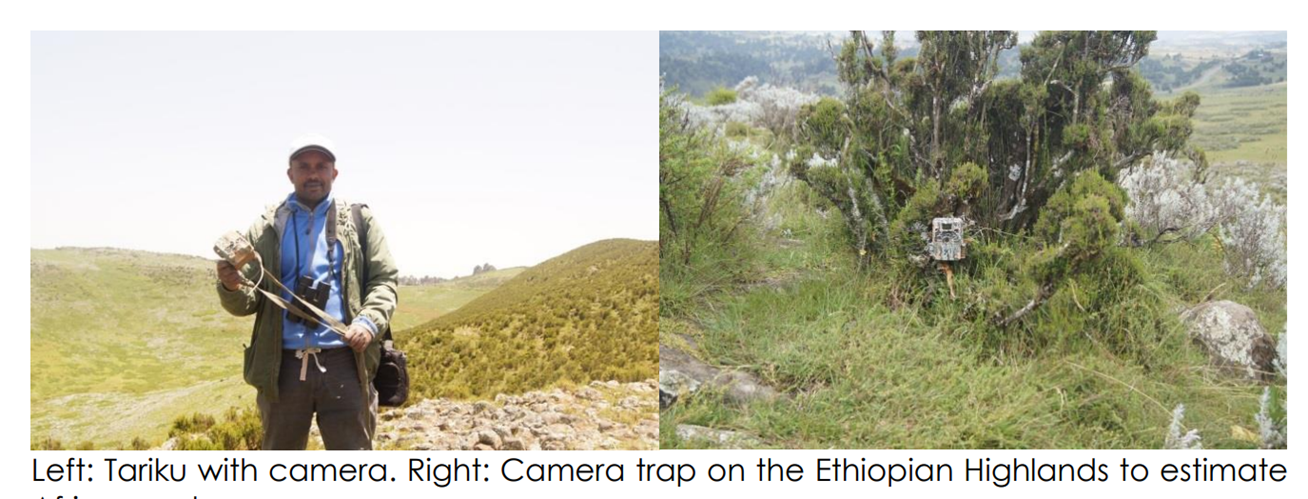 Left: Tariku with camera. Right: Camera trap on the Ethiopian Highlands to estimate